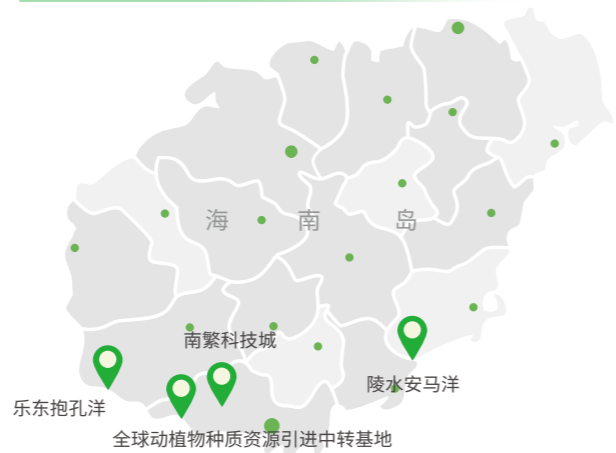 海 南 岛
南繁科技城
陵水安马洋
乐东抱孔洋
全球动植物种质资源引进中转基地